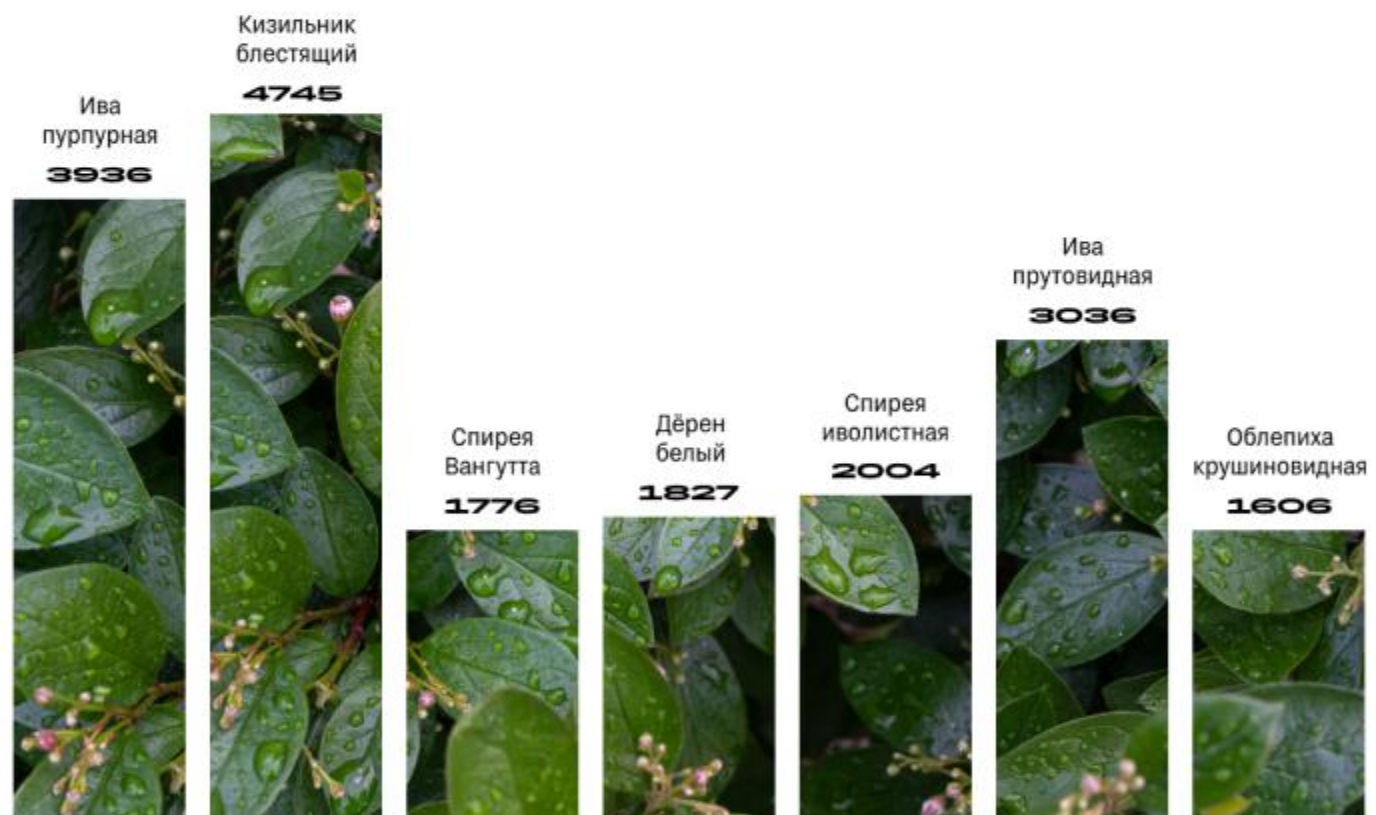 Ива
пурпурная
3936
Кизильник
блестящий
4745
Спирея
Вангутта
1776
Дёрен
белый
1827
Спирея
иволистная
2004
Ива
прутовидная
3036
Облепиха
крушиновидная
1606